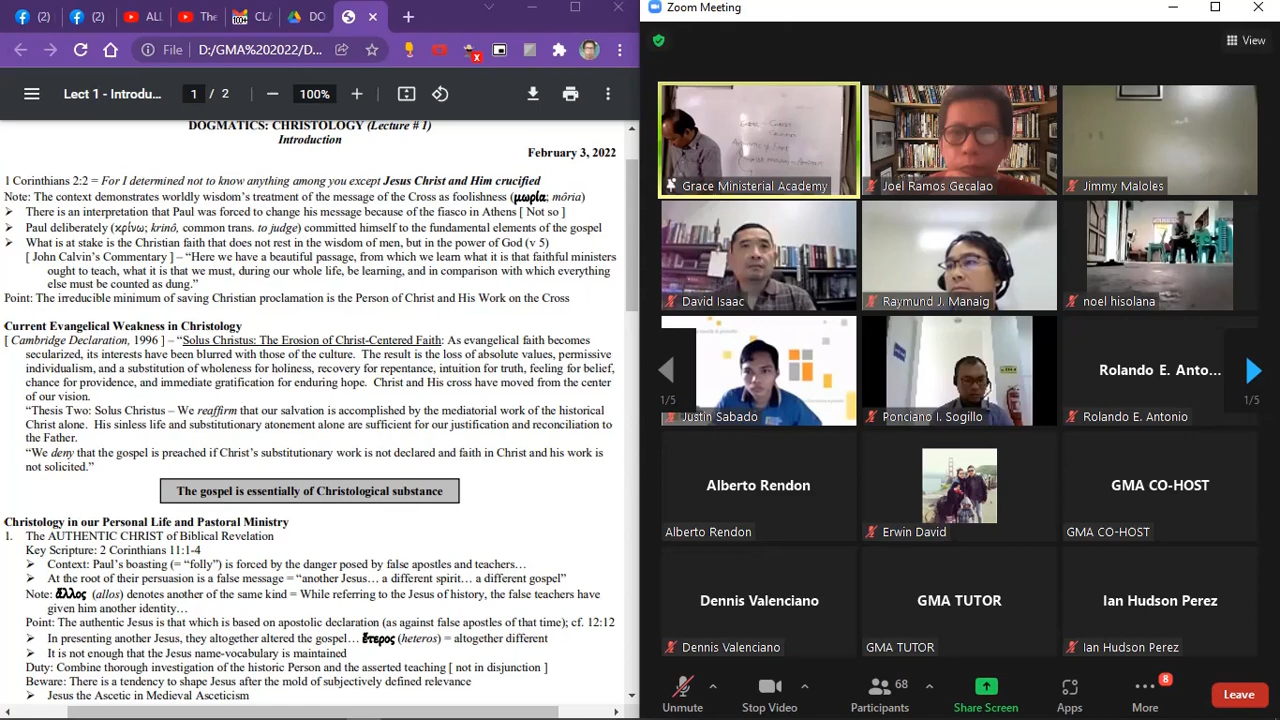 (2)
(2)
ALL
The
CLA
DO
File
D:/GMA%202022/D...
Lect 1 - Introdu...
1 / 2
100%
DOGMATICS: CHRISTOLOGY (Lecture # 1)
Introduction
February 3, 2022
1 Corinthians 2:2 = For I determined not to know anything among you except Jesus Christ and Him crucified
Note: The context demonstrates worldly wisdom's treatment of the message of the Cross as foolishness (μωρία; mōria)
➢ There is an interpretation that Paul was forced to change his message because of the fiasco in Athens [ Not so ]
➢ Paul deliberately (κρίνω; krinō, common trans. to judge) committed himself to the fundamental elements of the gospel
➢ What is at stake is the Christian faith that does not rest in the wisdom of men, but in the power of God (v 5)
[ John Calvin's Commentary ] – “Here we have a beautiful passage, from which we learn what it is that faithful ministers
ought to teach, what it is that we must, during our whole life, be learning, and in comparison with which everything
else must be counted as dung.”
Point: The irreducible minimum of saving Christian proclamation is the Person of Christ and His Work on the Cross
Current Evangelical Weakness in Christology
[ Cambridge Declaration, 1996 ] – “Solus Christus: The Erosion of Christ-Centered Faith: As evangelical faith becomes
secularized, its interests have been blurred with those of the culture. The result is the loss of absolute values, permissive
individualism, and a substitution of wholeness for holiness, recovery for repentance, intuition for truth, feeling for belief,
chance for providence, and immediate gratification for enduring hope. Christ and His cross have moved from the center
of our vision.
“Thesis Two: Solus Christus – We reaffirm that our salvation is accomplished by the mediatorial work of the historical
Christ alone. His sinless life and substitutionary atonement alone are sufficient for our justification and reconciliation to
the Father.
“We deny that the gospel is preached if Christ's substitutionary work is not declared and faith in Christ and his work is
not solicited.”
The gospel is essentially of Christological substance
Christology in our Personal Life and Pastoral Ministry
1. The AUTHENTIC CHRIST of Biblical Revelation
Key Scripture: 2 Corinthians 11:1-4
➢ Context: Paul's boasting (= “folly”) is forced by the danger posed by false apostles and teachers…
➢ At the root of their persuasion is a false message = “another Jesus… a different spirit… a different gospel”
Note: ἄλλος (allos) denotes another of the same kind = While referring to the Jesus of history, the false teachers have
given him another identity…
Point: The authentic Jesus is that which is based on apostolic declaration (as against false apostles of that time); cf. 12:12
➢ In presenting another Jesus, they altogether altered the gospel… ἕτερος (heteros) = altogether different
➢ It is not enough that the Jesus name-vocabulary is maintained
Duty: Combine thorough investigation of the historic Person and the asserted teaching [ not in disjunction ]
Beware: There is a tendency to shape Jesus after the mold of subjectively defined relevance
➢ Jesus the Ascetic in Medieval Asceticism
Zoom Meeting
View
Grace Ministerial Academy
Joel Ramos Gecalao
Jimmy Maloles
David Isaac
Raymund J. Manaig
noel hisolana
1/5
Justin Sabado
Ponciano I. Sogillo
Rolando E. Anto...
Rolando E. Antonio
1/5
Alberto Rendon
Alberto Rendon
Erwin David
GMA CO-HOST
GMA CO-HOST
Dennis Valenciano
Dennis Valenciano
GMA TUTOR
GMA TUTOR
Ian Hudson Perez
Ian Hudson Perez
Unmute
Stop Video
68
Participants
Share Screen
Apps
8
More
Leave